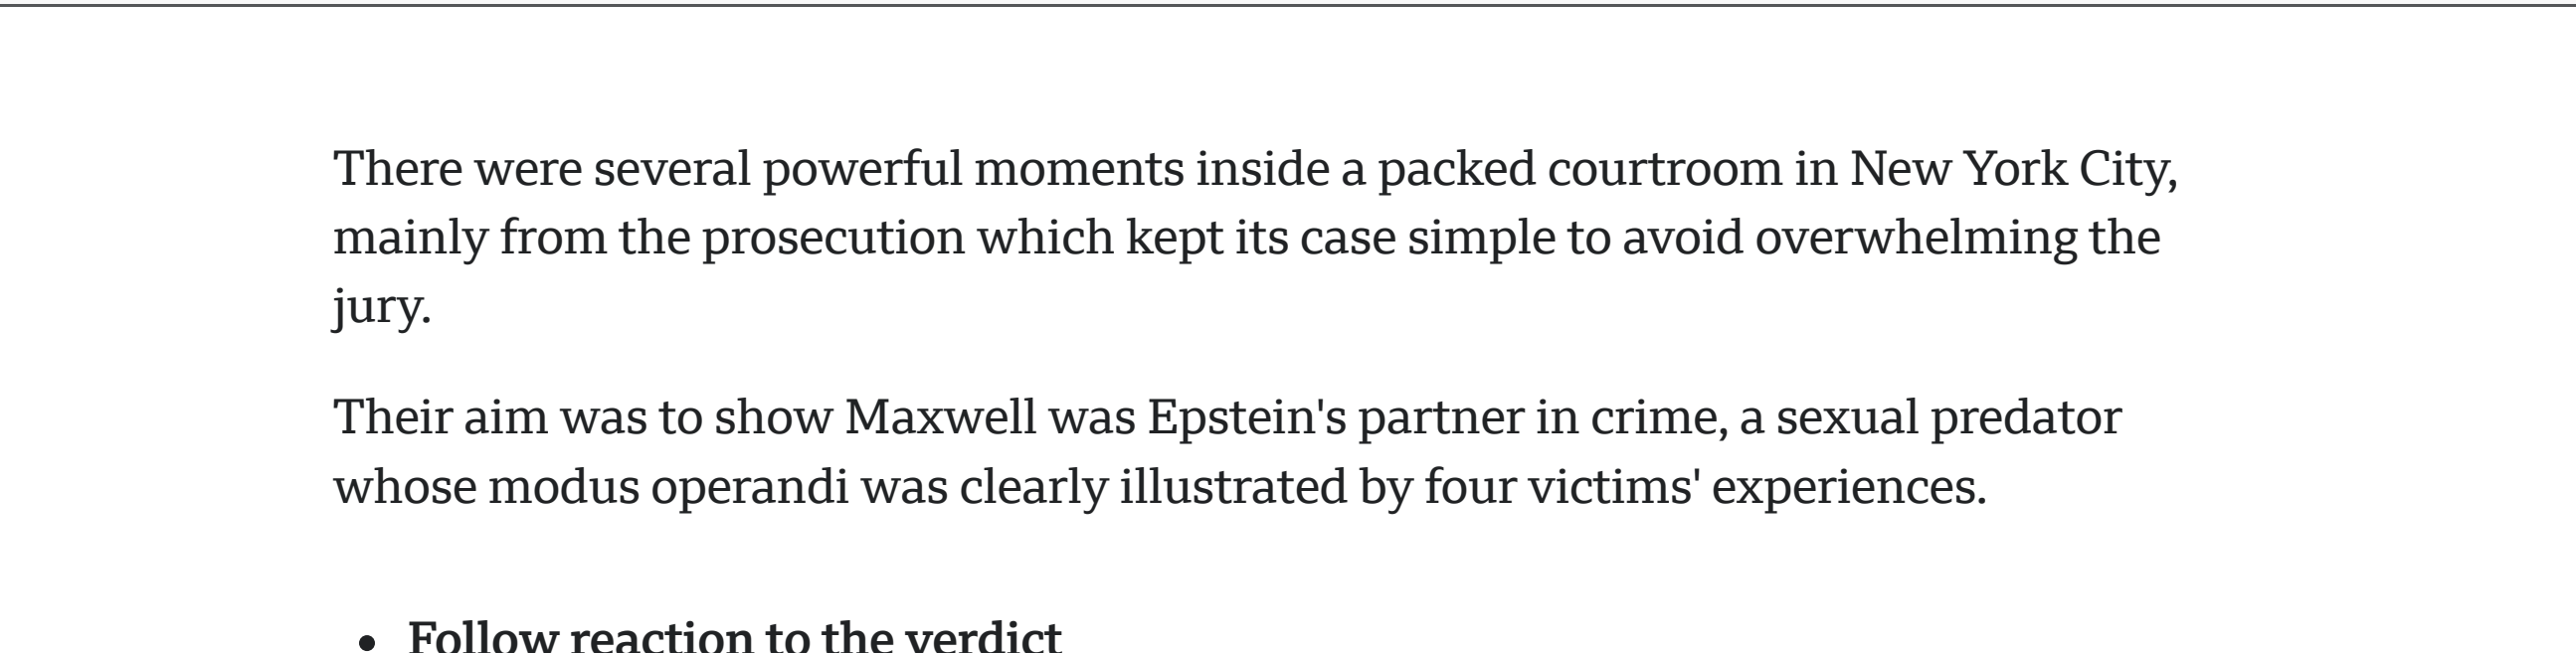 There were several powerful moments inside a packed courtroom in New York City,
mainly from the prosecution which kept its case simple to avoid overwhelming the
jury.
Their aim was to show Maxwell was Epstein's partner in crime, a sexual predator
whose modus operandi was clearly illustrated by four victims' experiences.
• Follow reaction to the verdict